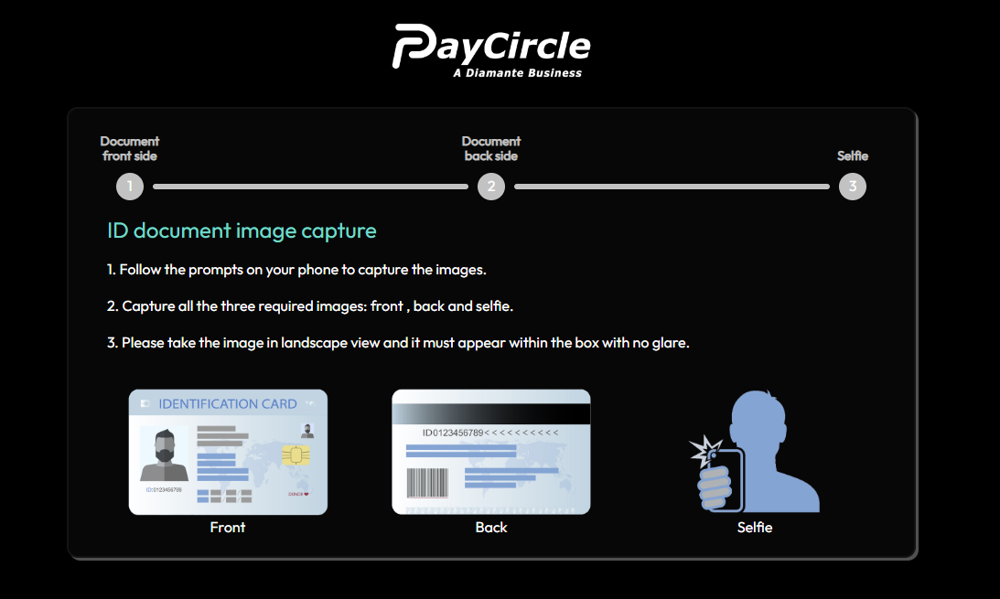 PayCircle
A Diamante Business
Document
front side
Document
back side
Selfie
1
2
3
ID document image capture
1. Follow the prompts on your phone to capture the images.
2. Capture all the three required images: front , back and selfie.
3. Please take the image in landscape view and it must appear within the box with no glare.
IDENTIFICATION CARD
ID:0123456789
DONOR
ID0123456789< < < < < < < < < <
Front
Back
Selfie